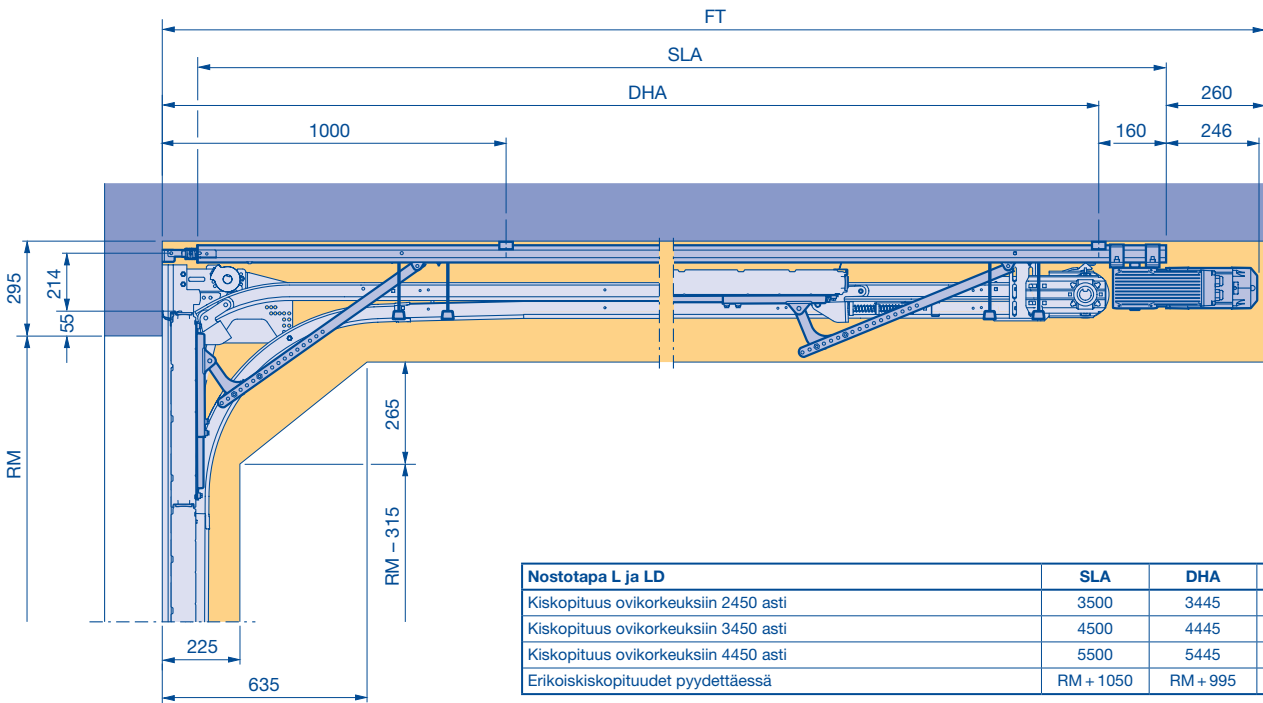 FT
SLA
DHA
260
1000
160
246
295
214
55
RM
265
RM – 315
225
635
Nostotapa L ja LD SLA DHA
Kiskopituus ovikorkeuksiin 2450 asti 3500 3445
Kiskopituus ovikorkeuksiin 3450 asti 4500 4445
Kiskopituus ovikorkeuksiin 4450 asti 5500 5445
Erikoiskiskopituudet pyydettäessä RM + 1050 RM + 995